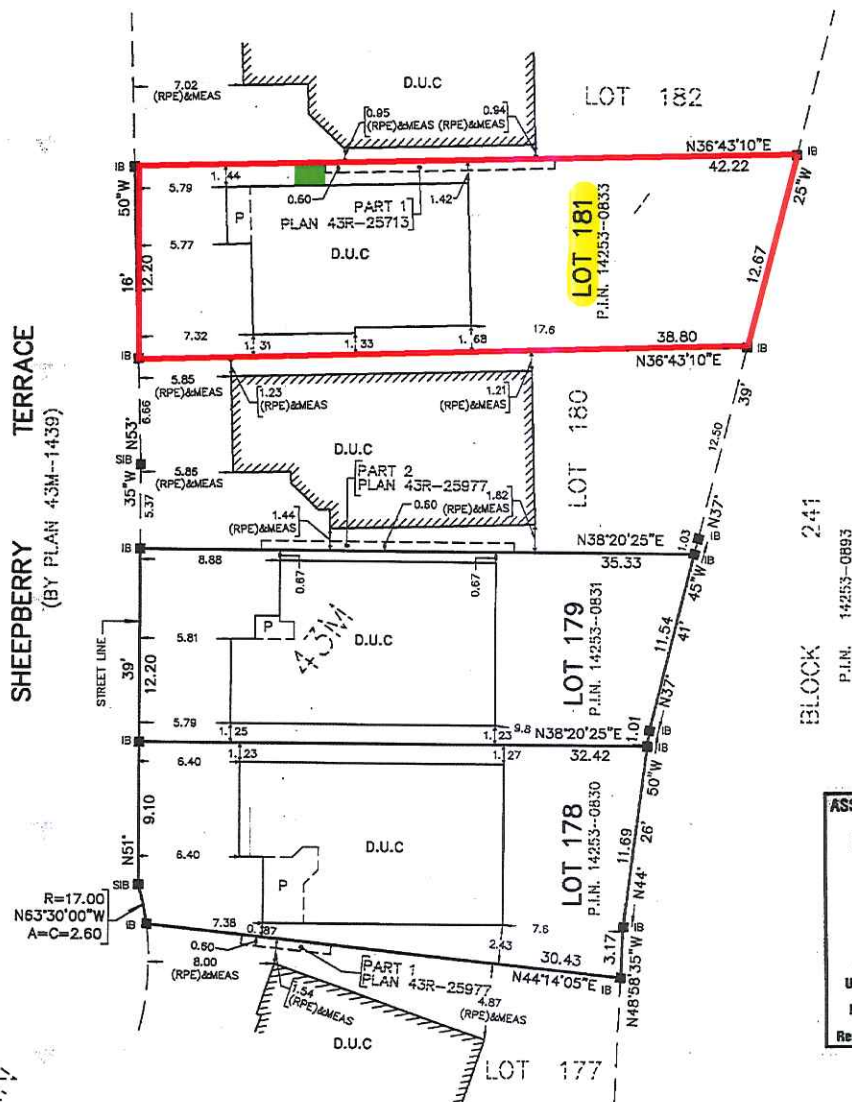 7.02
(RPE)&MEAS
D.U.C
LOT 182
0.95
(RPE)&MEAS
0.94
(RPE)&MEAS
N36°43'10"E
42.22
IB
IB
50"W
16'
12.20
5.79
1.44
0.60
1.42
PART 1
PLAN 43R-25713
P
5.77
D.U.C
LOT 181
P.I.N. 14253-0833
25"W
12.67
7.32
1.31
1.33
1.68
17.6
38.80
N36°43'10"E
IB
IB
SHEEPBERRY TERRACE
(BY PLAN 43M-1439)
5.85
(RPE)&MEAS
1.23
(RPE)&MEAS
1.21
(RPE)&MEAS
39'
6.66
N53'
SIB
35"W
5.37
D.U.C
LOT 180
12.50
5.85
(RPE)&MEAS
PART 2
PLAN 43R-25977
0.60
1.82
(RPE)&MEAS
1.44
(RPE)&MEAS
N37'
IB
1.03
IB
N38°20'25"E
35.33
IB
8.88
0.67
0.67
45"W
BLOCK 241
P.I.N. 14253-0893
P
43M
D.U.C
LOT 179
P.I.N. 14253-0831
11.54
41'
STREET LINE
5.81
39'
12.20
N37'
5.79
1.25
1.23
9.8
N38°20'25"E
32.42
1.01
IB
IB
IB
6.40
1.23
1.27
50"W
9.10
6.40
D.U.C
P
LOT 178
P.I.N. 14253-0830
11.69
26'
N51°
SIB
N44'
R=17.00
N63°30'00"W
A=C=2.60
IB
7.38
7.6
IB
0.60
2.43
30.43
3.17
N44°14'05"E
IB
N48°58'35"W
8.00
(RPE)&MEAS
PART 1
PLAN 43R-25977
1.54
(RPE)&MEAS
4.87
(RPE)&MEAS
D.U.C
LOT 177
ASS
U
Re